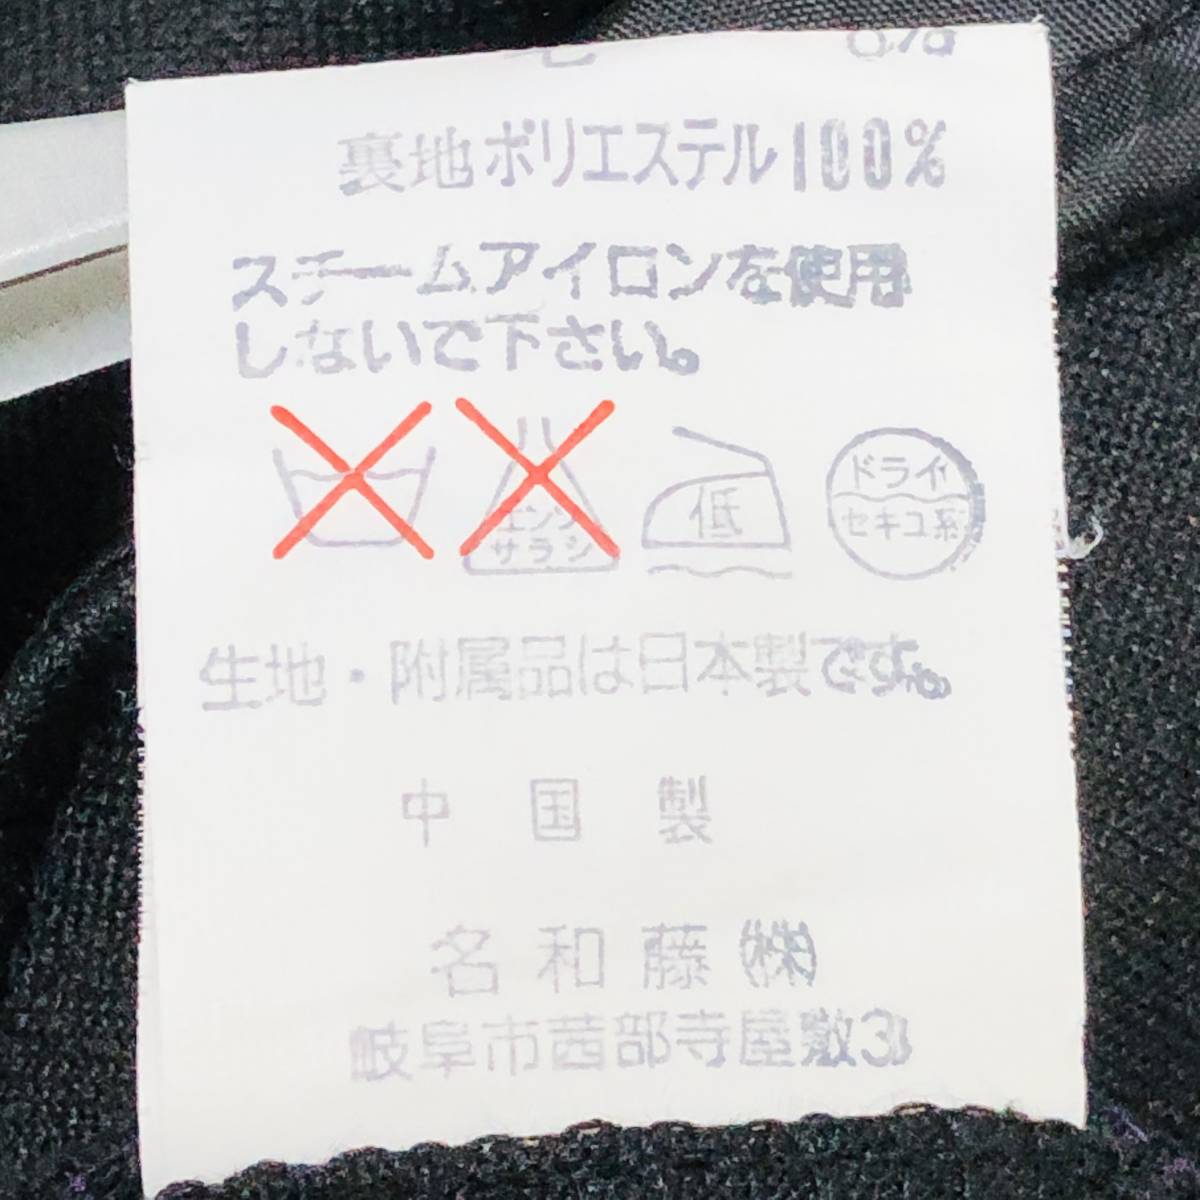 裏地ポリエステル100%
スチームアイロンを使用
しないで下さい。
エンソ
サラシ
低
ドライ
セキユ系
生地・附属品は日本製です。
中国製
名和藤(株)
岐阜市茜部寺屋敷3